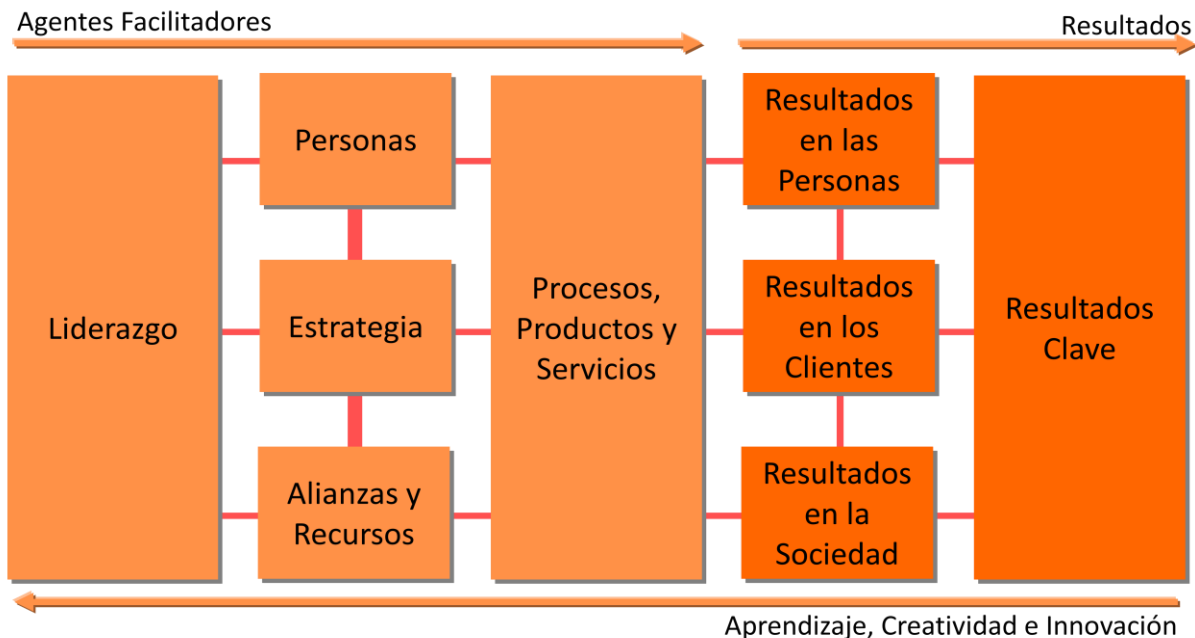 Agentes Facilitadores
Resultados
Liderazgo
Personas
Estrategia
Alianzas y
Recursos
Procesos,
Productos y
Servicios
Resultados
en las
Personas
Resultados
en los
Clientes
Resultados
en la
Sociedad
Resultados
Clave
Aprendizaje, Creatividad e Innovación